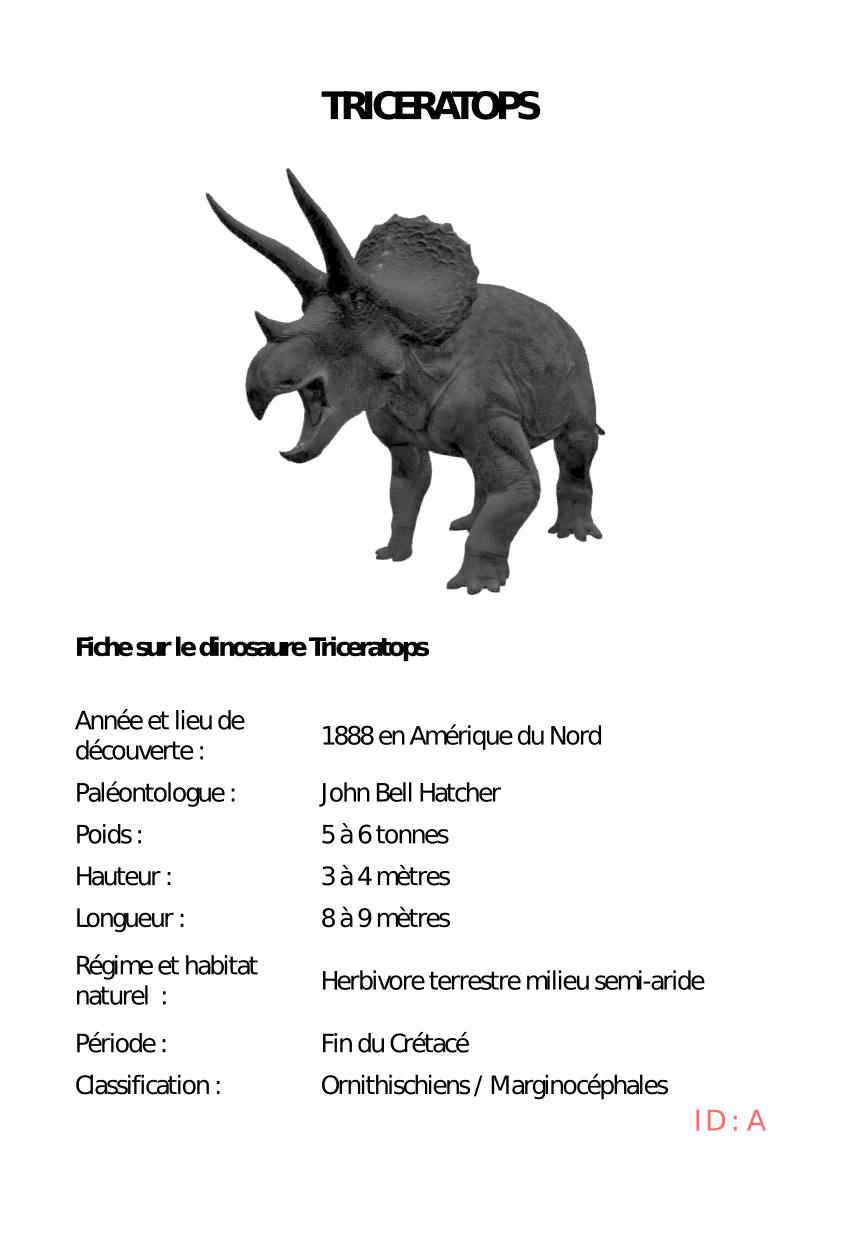 TRICERATOPS
Fiche sur le dinosaure Triceratops
Année et lieu de
découverte :
1888 en Amérique du Nord
Paléontologue :
John Bell Hatcher
Poids :
5 à 6 tonnes
Hauteur :
3 à 4 mètres
Longueur :
8 à 9 mètres
Régime et habitat
naturel :
Herbivore terrestre milieu semi-aride
Période :
Fin du Crétacé
Classification :
Ornithischiens / Marginocéphales
ID : A